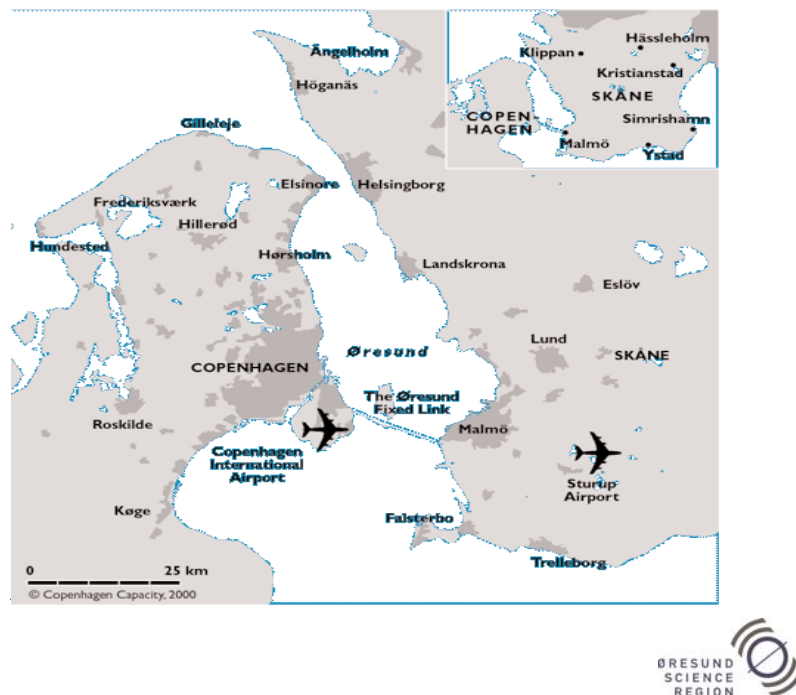 Ängelholm
Höganäs
Gilleleje
Elsinore
Helsingborg
Frederiksværk
Hillerød
Hundested
Hørsholm
Landskrona
Eslöv
Øresund
Lund
SKÅNE
COPENHAGEN
The Øresund
Fixed Link
Roskilde
Malmö
Copenhagen
International
Airport
Sturup
Airport
Køge
Falsterbo
Trelleborg
0 25 km
© Copenhagen Capacity, 2000
Hässleholm
Klippan
Kristianstad
SKÅNE
COPEN-
HAGEN
Simrishamn
Malmö
Ystad
ØRESUND
SCIENCE
REGION